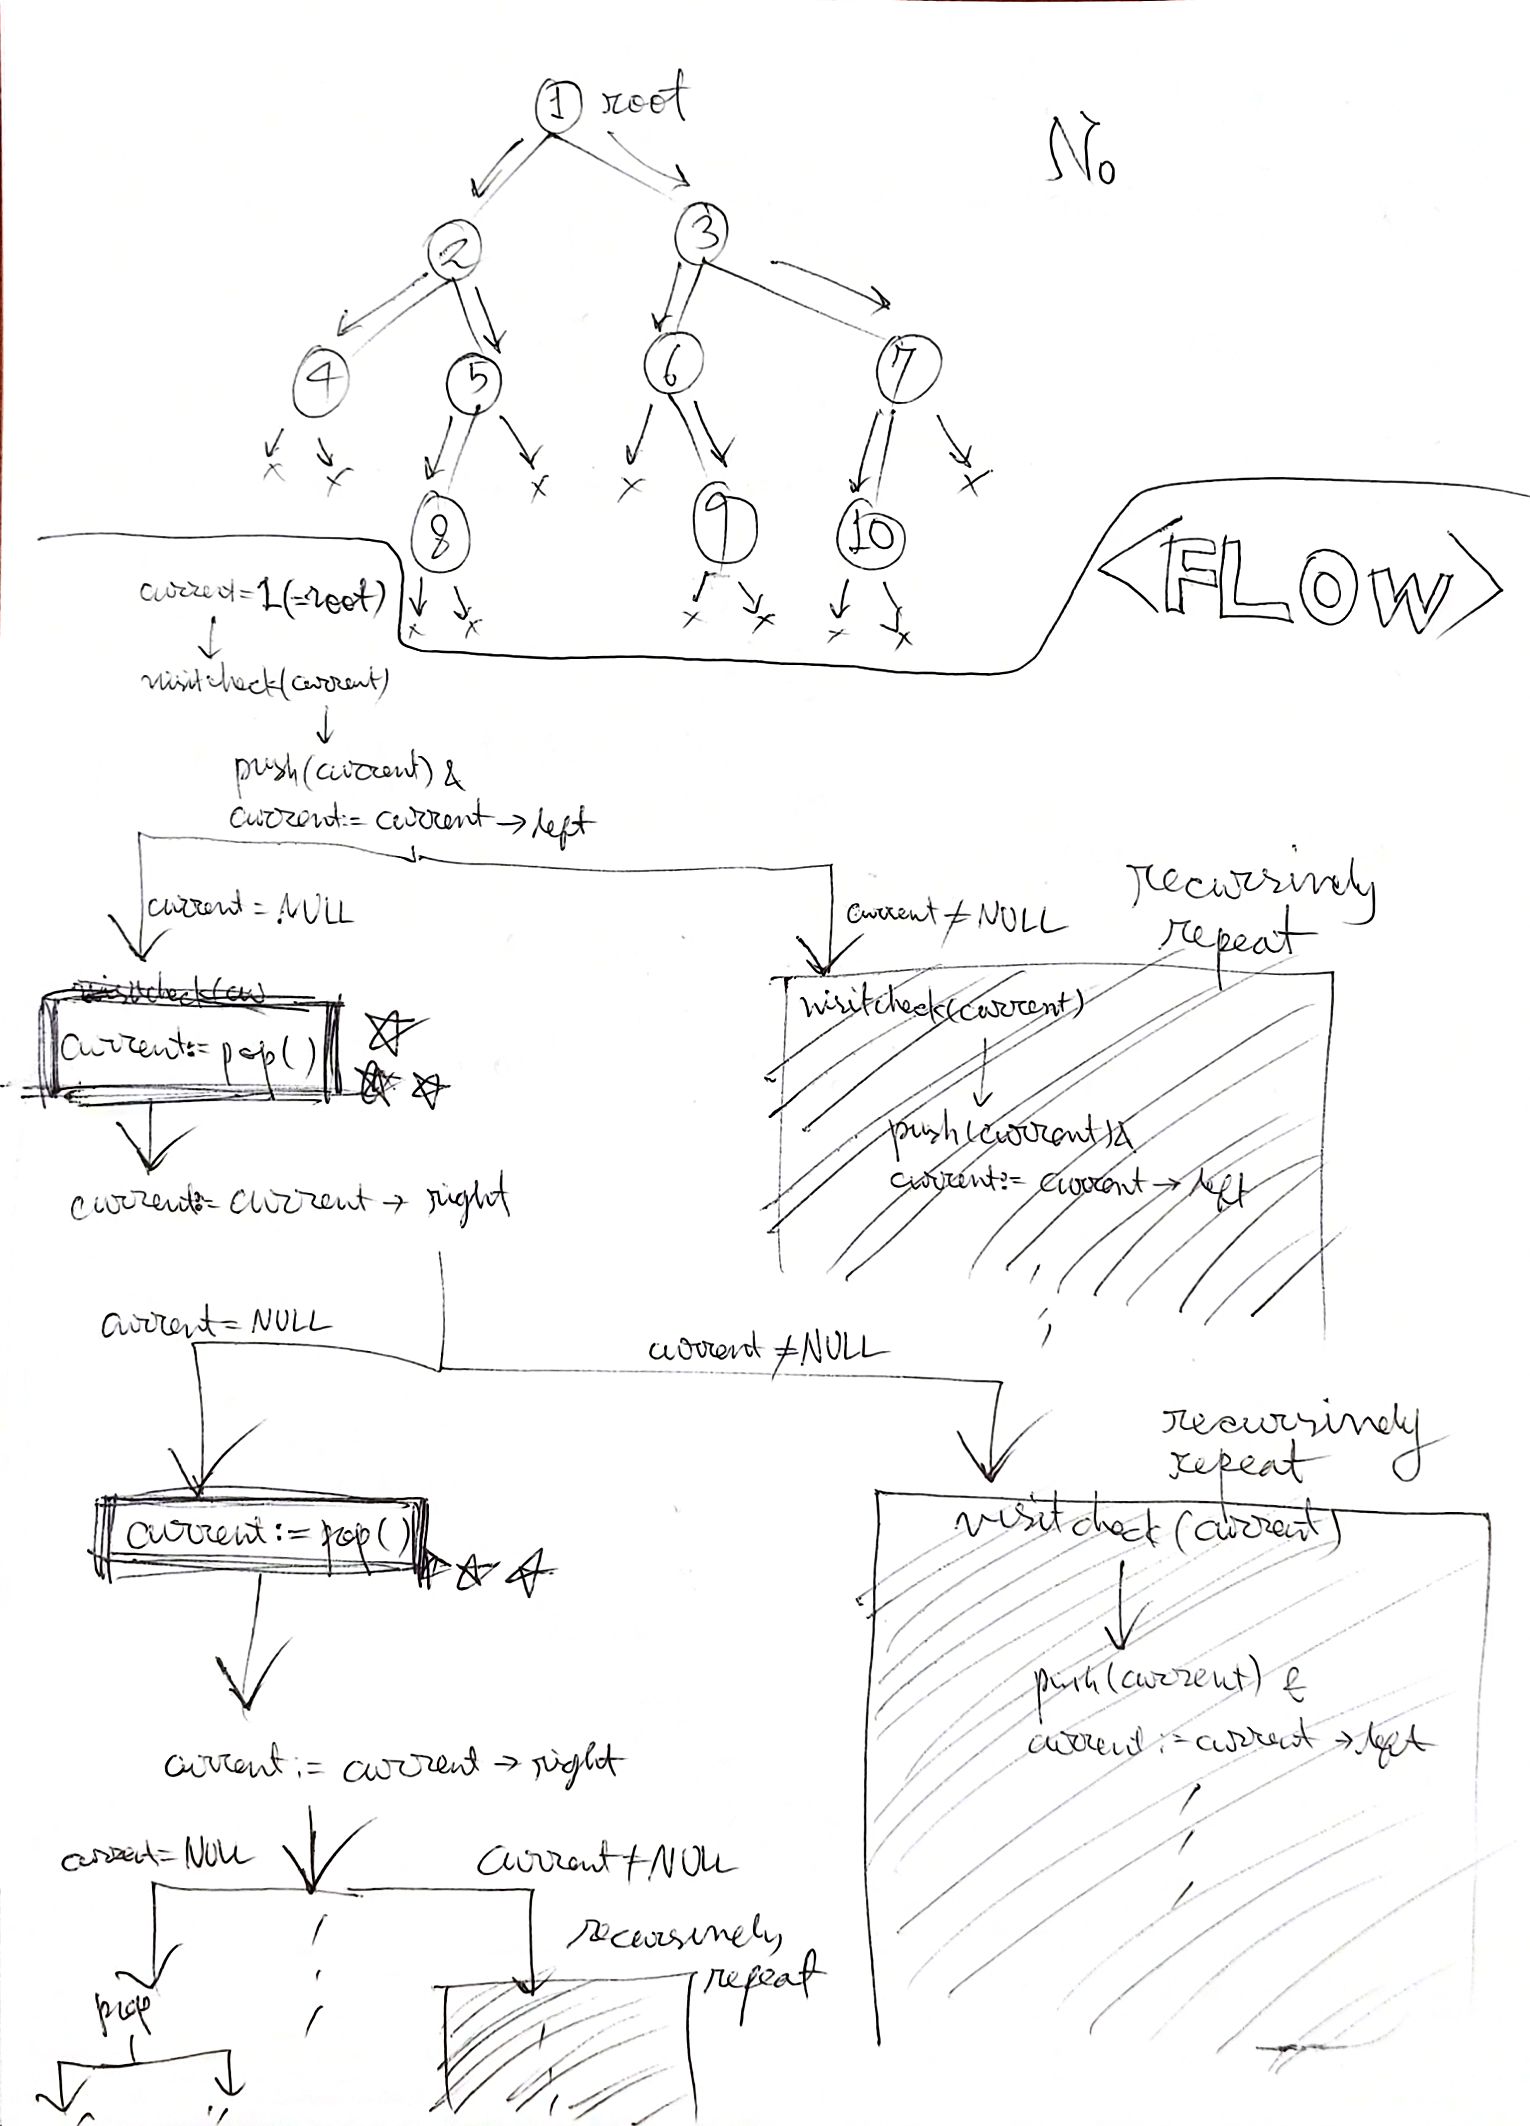 1 root
No
2
3
4
5
6
7
x
x
x
x
x
8
9
10
<FLOW>
current=1(=root)
x
x
x
x
x
x
visitcheck(current)
push(current) &
current:= current→left
current=NULL
current≠NULL
recursively
repeat
visitcheck(cu
current:= pop()
visitcheck(current)
push(current)&
current:= current→left
current:= current→right
current=NULL
current≠NULL
recursively
repeat
current:= pop()
visitcheck(current)
push(current) &
current:=current→left
current:= current→right
current=NULL
current≠NULL
recursively
repeat
pop